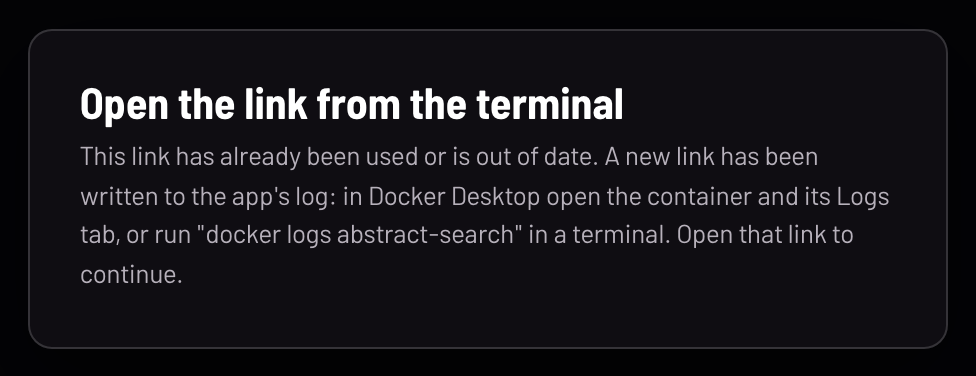 Open the link from the terminal
This link has already been used or is out of date. A new link has been
written to the app's log: in Docker Desktop open the container and its Logs
tab, or run "docker logs abstract-search" in a terminal. Open that link to
continue.